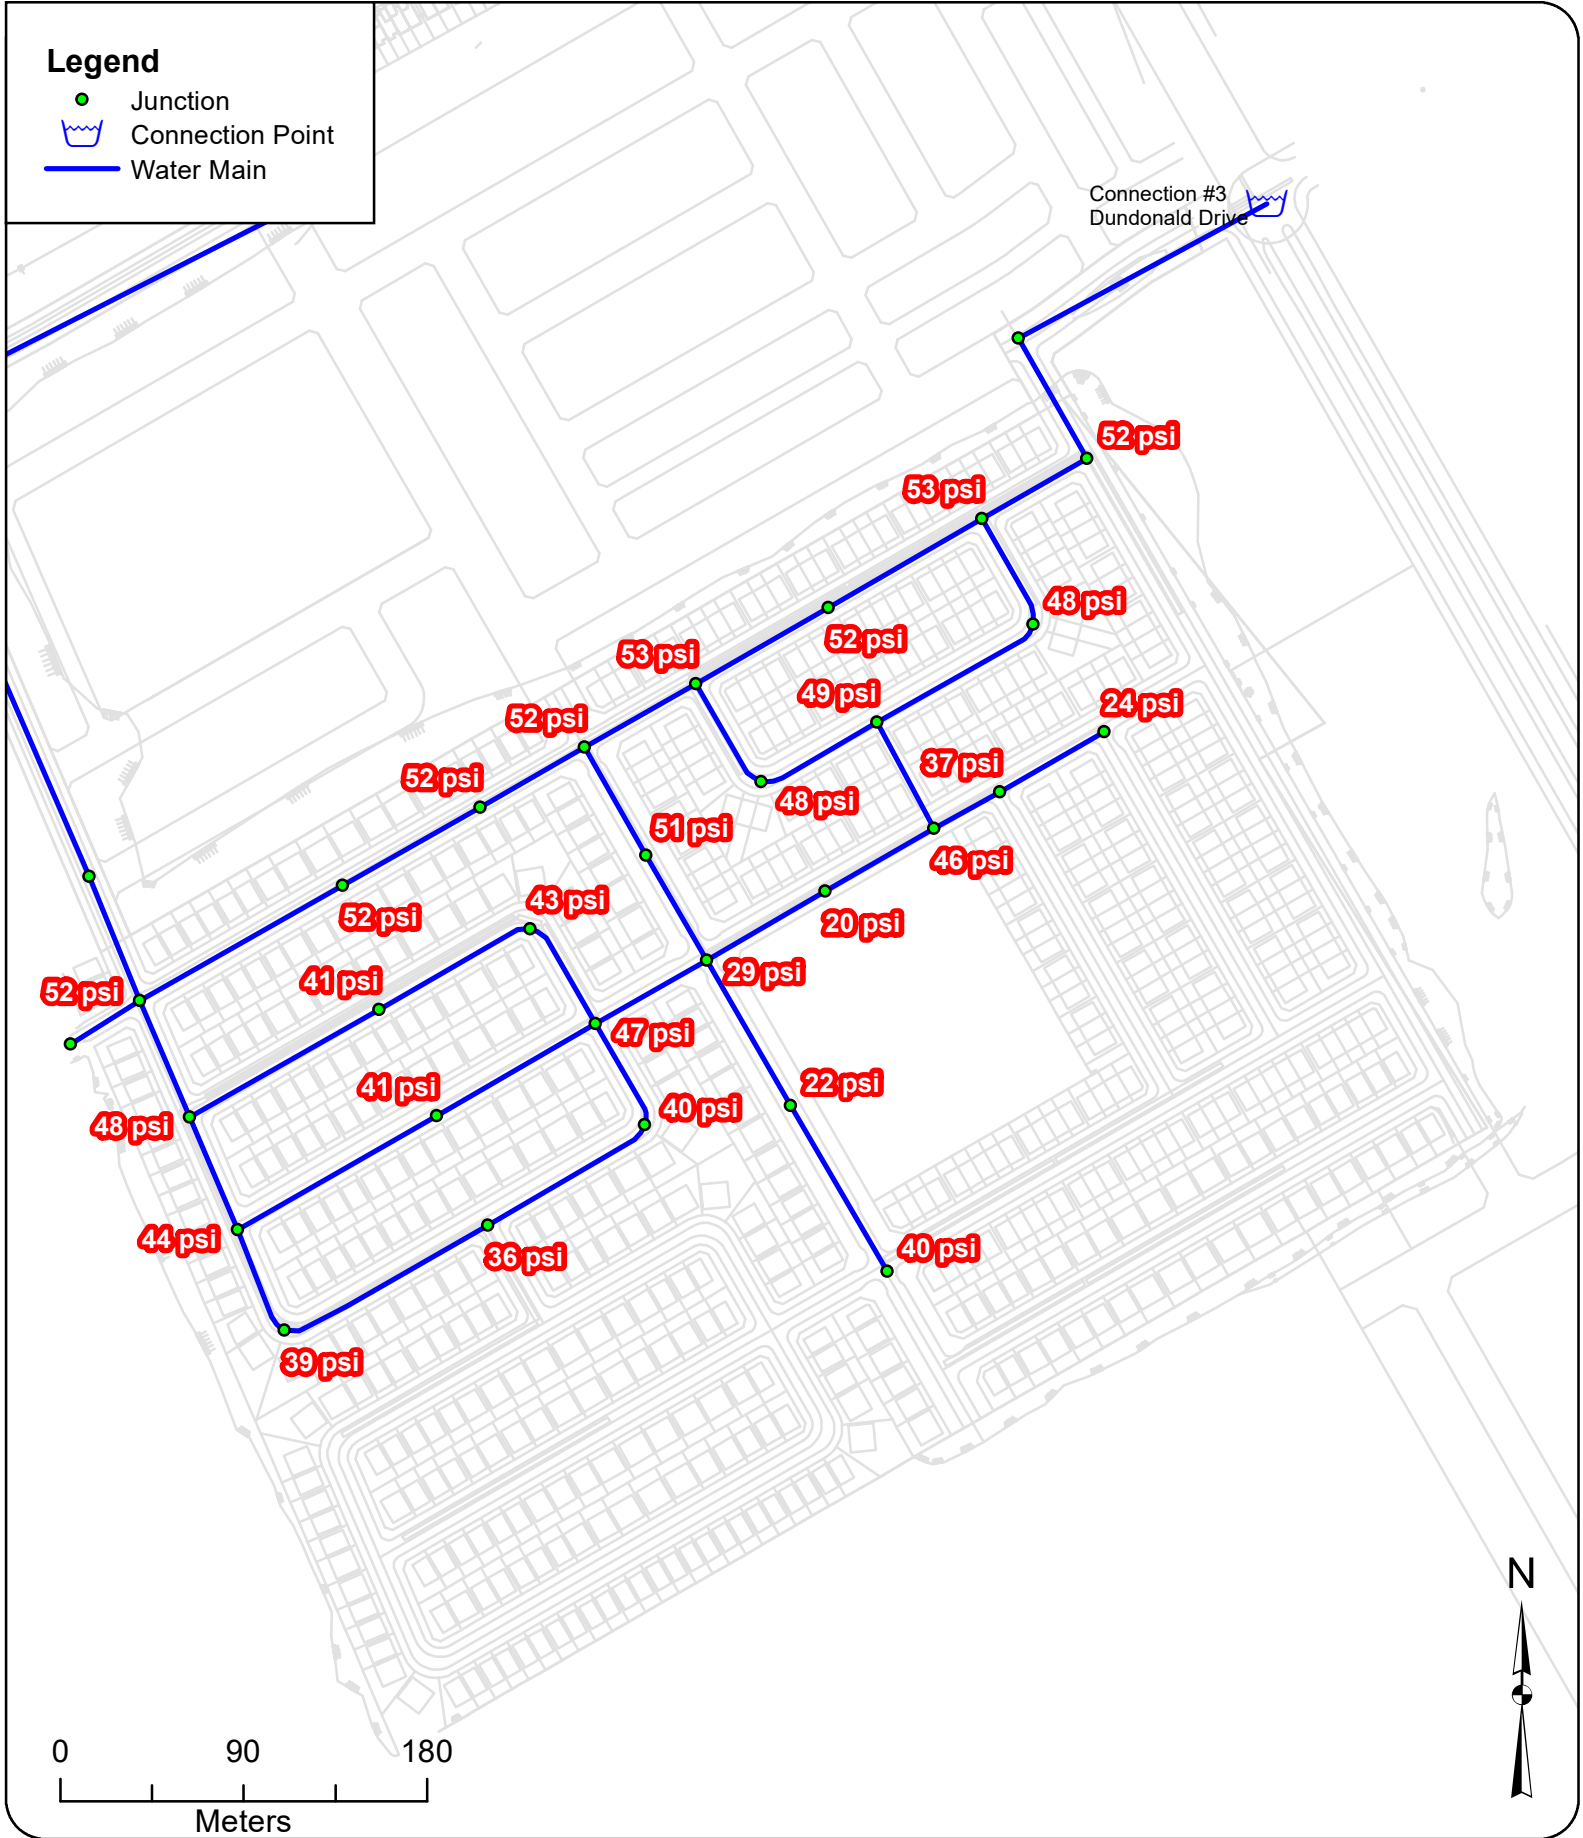 Legend
Junction
Connection Point
Water Main
Connection #3
Dundonald Drive
52 psi
53 psi
48 psi
52 psi
53 psi
49 psi
24 psi
52 psi
37 psi
52 psi
48 psi
51 psi
46 psi
43 psi
52 psi
20 psi
41 psi
29 psi
52 psi
47 psi
22 psi
41 psi
40 psi
48 psi
44 psi
40 psi
36 psi
39 psi
N
0 90 180
Meters